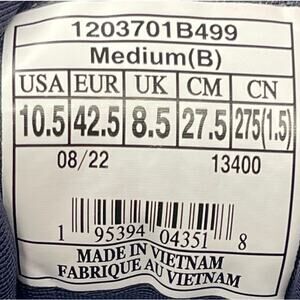 1203701B499
Medium(B)
USA EUR UK CM CN
10.5 42.5 8.5 27.5 275(1.5)
08/22 13400
1 95394 04351 8
MADE IN VIETNAM
FABRIQUE AU VIETNAM